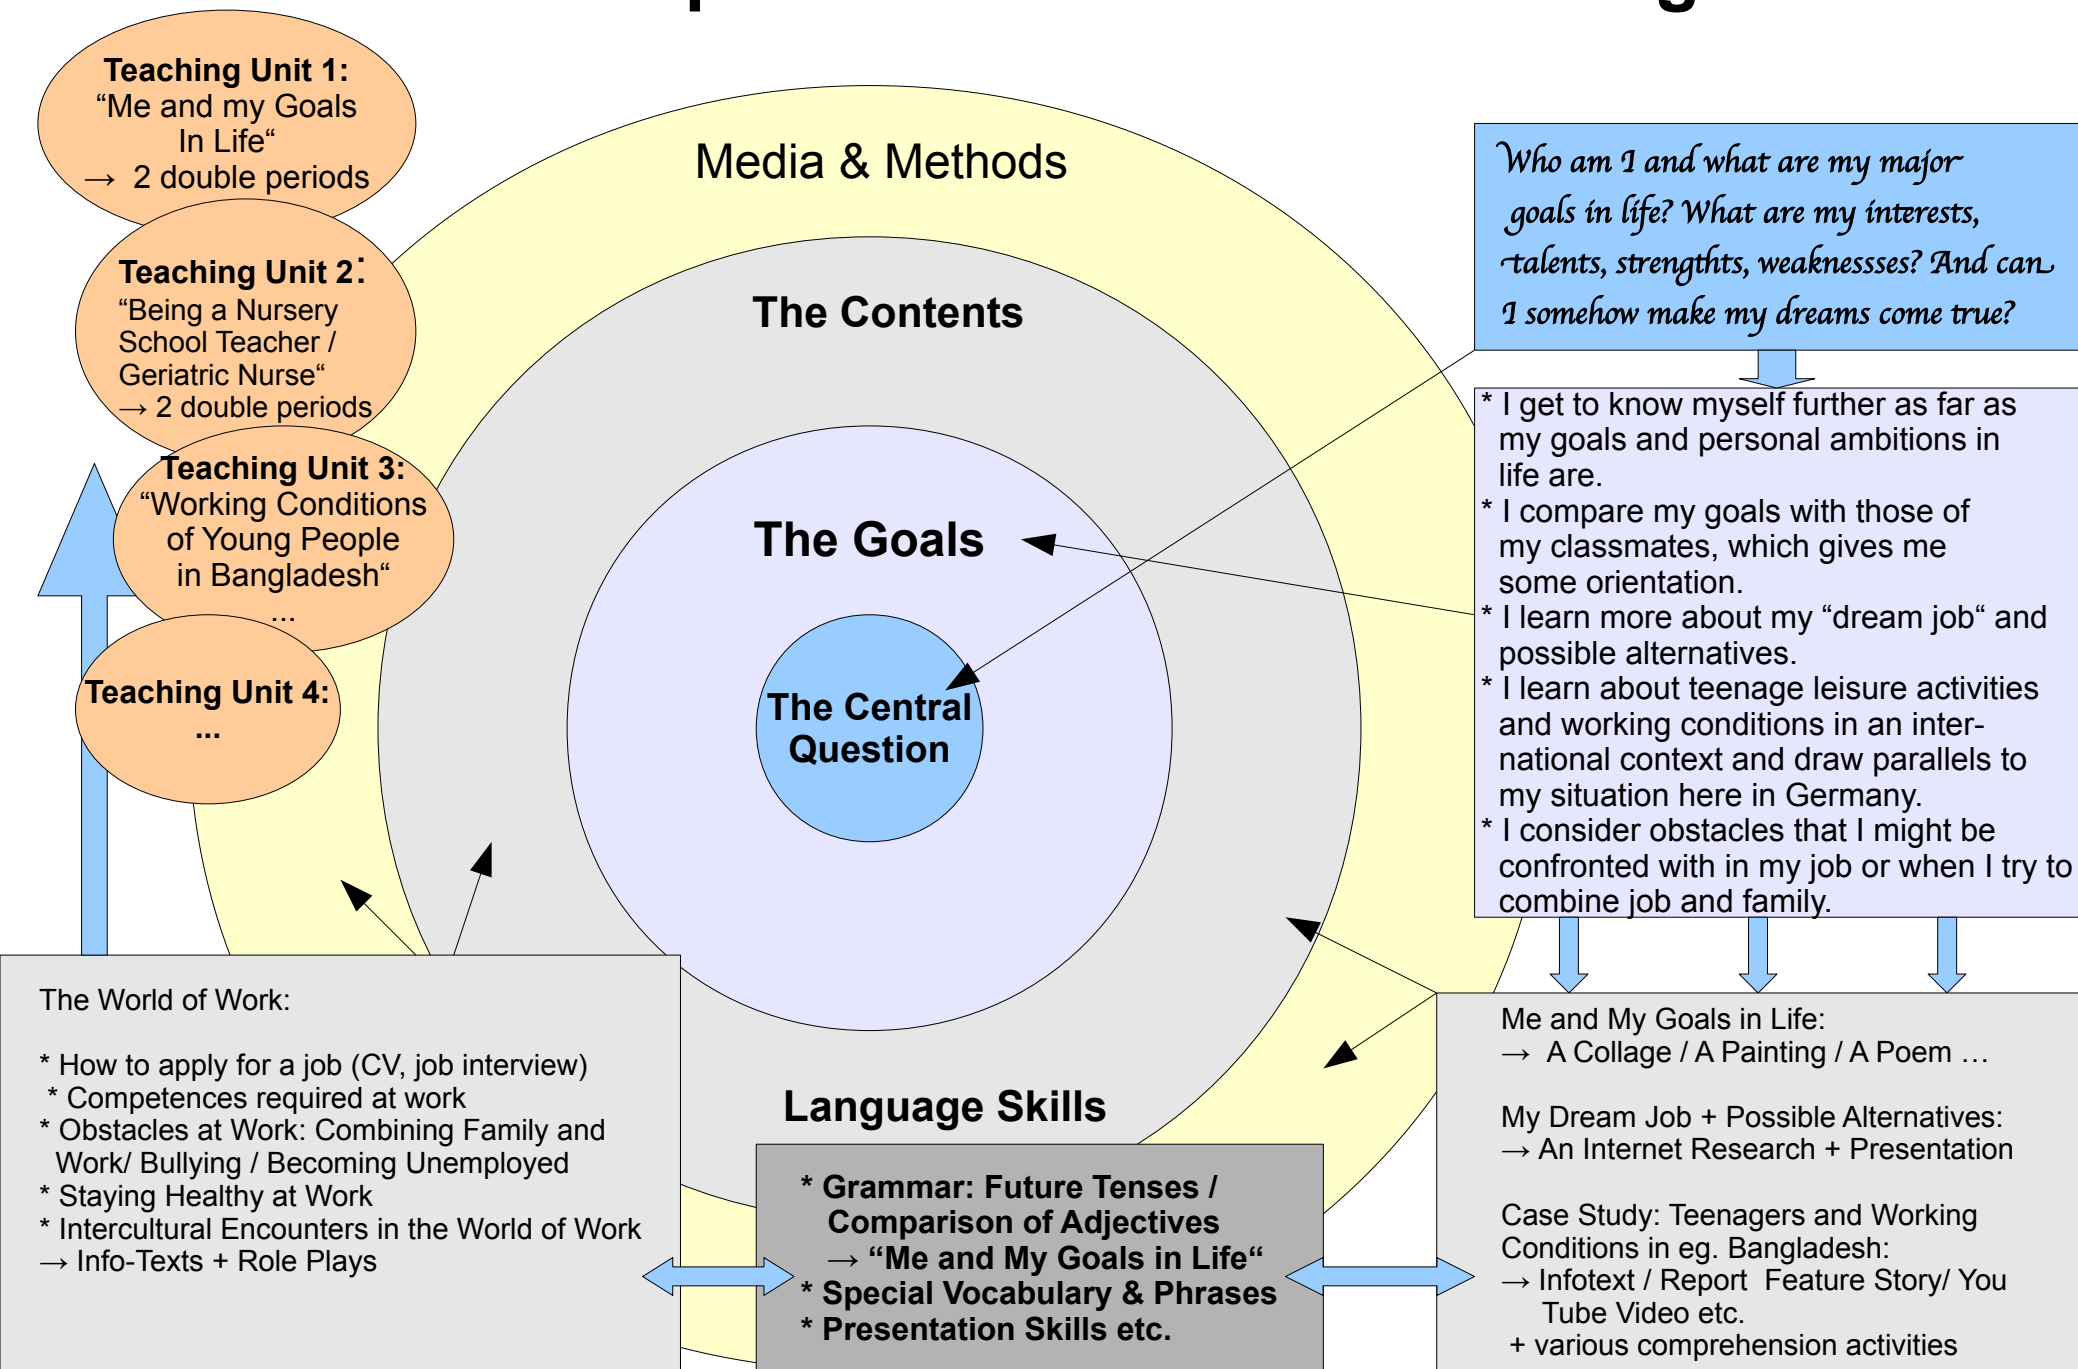 Teaching Unit 1:
“Me and my Goals
In Life“
→ 2 double periods
Teaching Unit 2:
“Being a Nursery
School Teacher /
Geriatric Nurse“
→ 2 double periods
Teaching Unit 3:
“Working Conditions
of Young People
in Bangladesh“
...
Teaching Unit 4:
...
Media & Methods
The Contents
The Goals
The Central
Question
Language Skills
Who am I and what are my major
goals in life? What are my interests,
talents, strengthts, weaknessses? And can
I somehow make my dreams come true?
* I get to know myself further as far as
my goals and personal ambitions in
life are.
* I compare my goals with those of
my classmates, which gives me
some orientation.
* I learn more about my “dream job“ and
possible alternatives.
* I learn about teenage leisure activities
and working conditions in an inter-
national context and draw parallels to
my situation here in Germany.
* I consider obstacles that I might be
confronted with in my job or when I try to
combine job and family.
The World of Work:
* How to apply for a job (CV, job interview)
* Competences required at work
* Obstacles at Work: Combining Family and
Work/ Bullying / Becoming Unemployed
* Staying Healthy at Work
* Intercultural Encounters in the World of Work
→ Info-Texts + Role Plays
* Grammar: Future Tenses /
Comparison of Adjectives
→ “Me and My Goals in Life“
* Special Vocabulary & Phrases
* Presentation Skills etc.
Me and My Goals in Life:
→ A Collage / A Painting / A Poem …
My Dream Job + Possible Alternatives:
→ An Internet Research + Presentation
Case Study: Teenagers and Working
Conditions in eg. Bangladesh:
→ Infotext / Report Feature Story/ You
Tube Video etc.
+ various comprehension activities